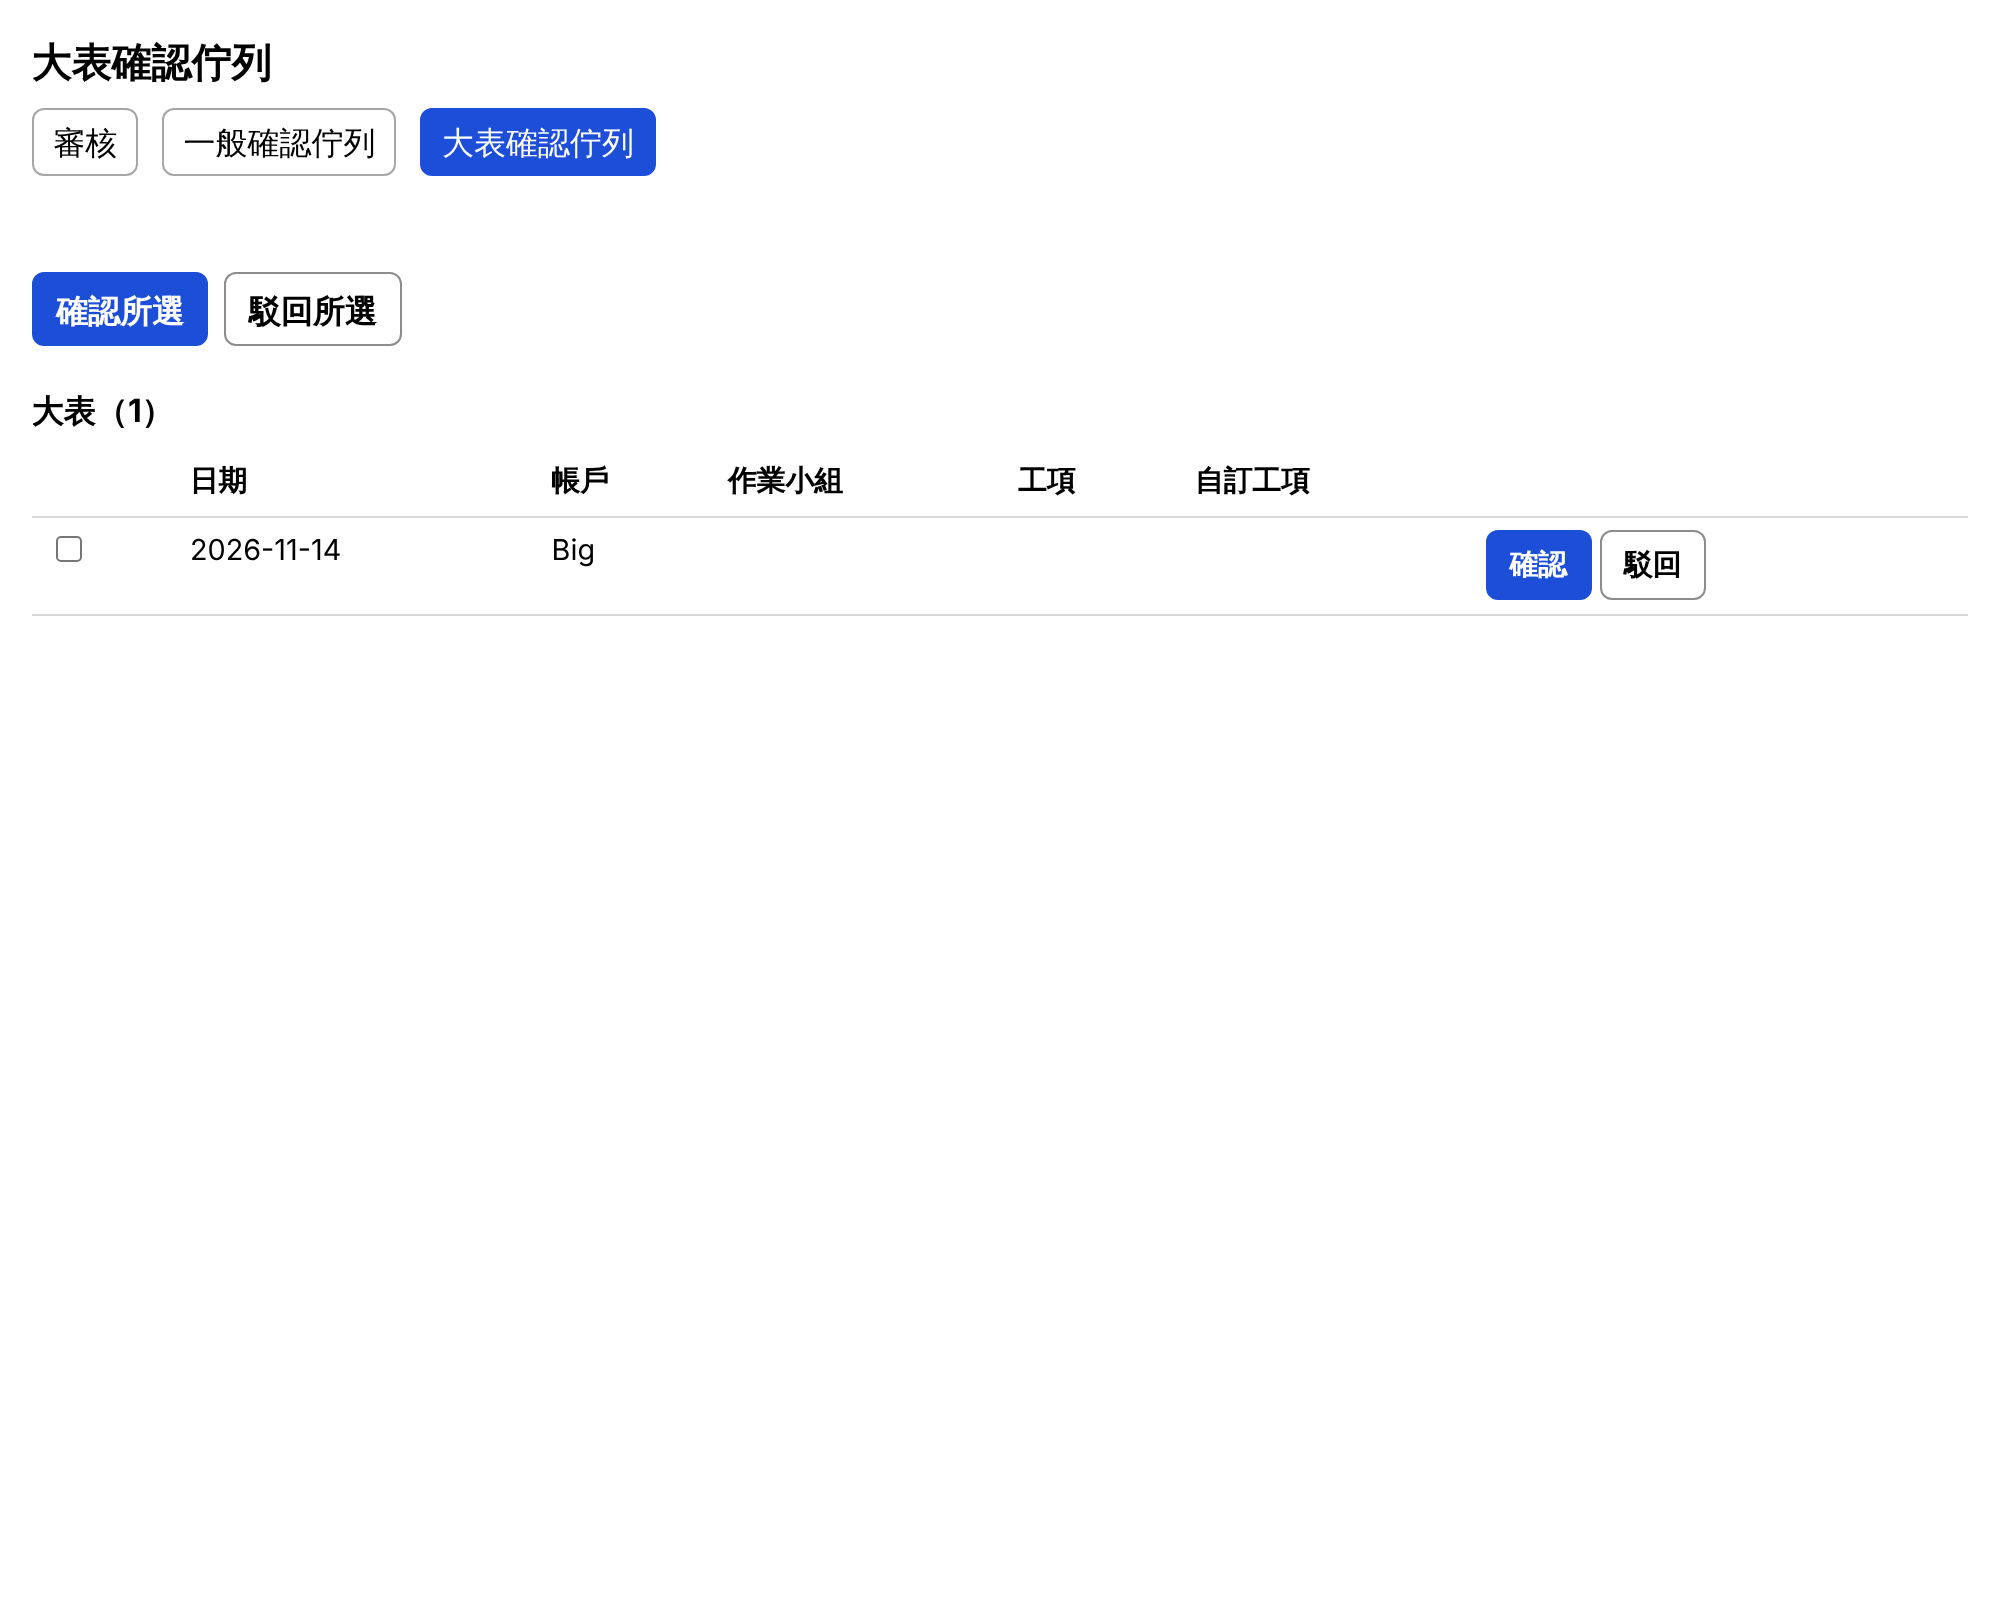 大表確認佇列
審核 一般確認佇列 大表確認佇列
確認所選 駁回所選
大表（1）
日期 帳戶 作業小組 工項 自訂工項
2026-11-14 Big 確認 駁回